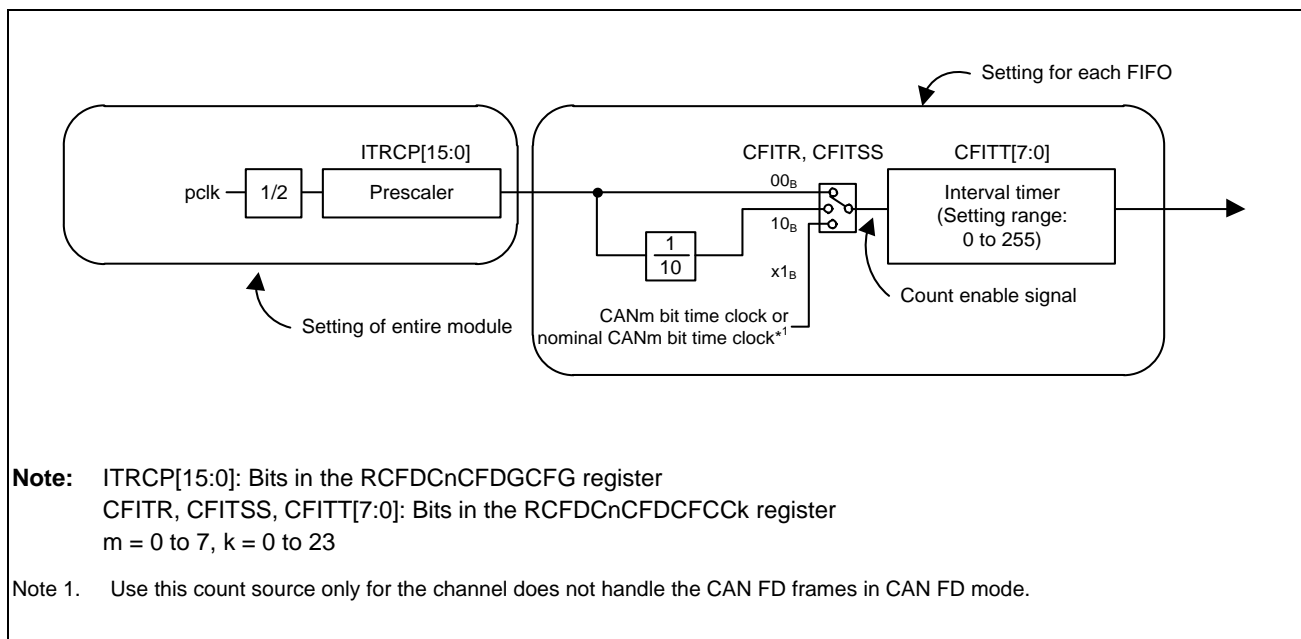 Setting for each FIFO
ITRCP[15:0]
CFITR, CFITSS
CFITT[7:0]
pclk
1/2
Prescaler
00B
10B
x1B
1
10
Interval timer
(Setting range:
0 to 255)
Count enable signal
Setting of entire module
CANm bit time clock or
nominal CANm bit time clock*1
Note: ITRCP[15:0]: Bits in the RCFDCnCFDGCFG register
CFITR, CFITSS, CFITT[7:0]: Bits in the RCFDCnCFDCFCCk register
m = 0 to 7, k = 0 to 23
Note 1. Use this count source only for the channel does not handle the CAN FD frames in CAN FD mode.